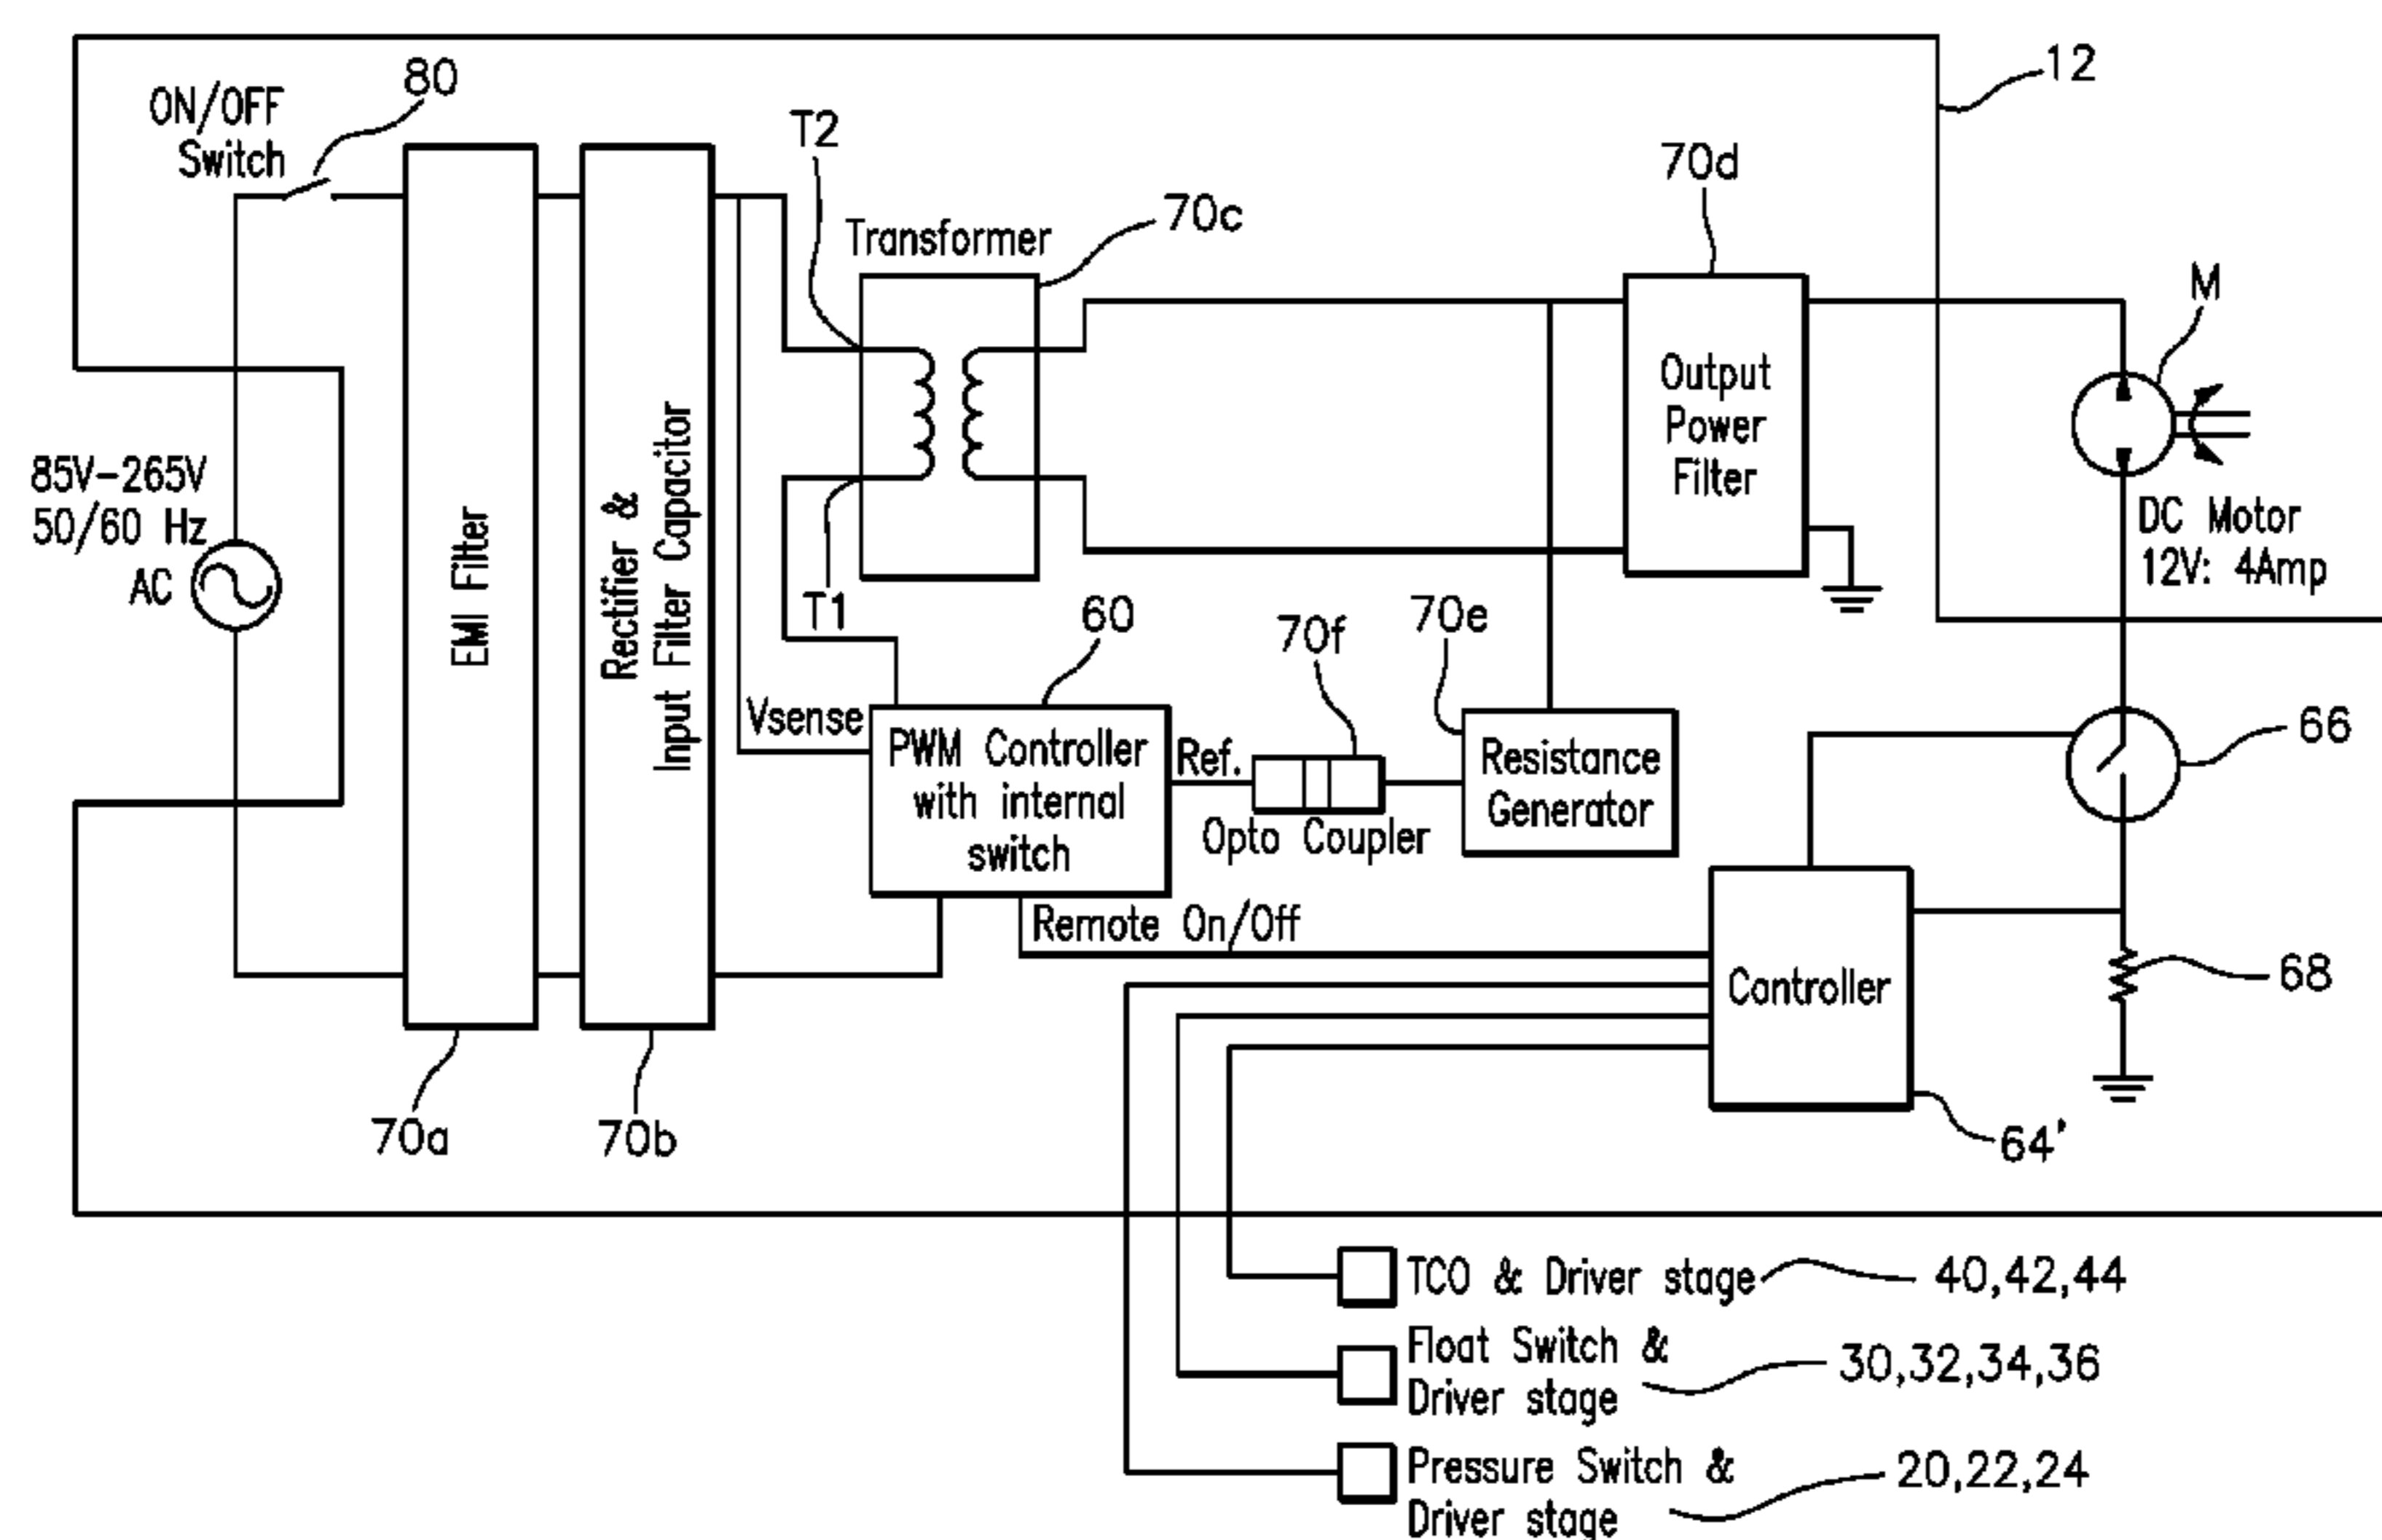 ON/OFF
Switch
80
T2
70c
Transformer
70d
12
M
Output
Power
Filter
85V-265V
50/60 Hz
AC
EMI Filter
Rectifier &
Input Filter Capacitor
T1
60
70f
70e
DC Motor
12V: 4Amp
Vsense
PWM Controller
with internal
switch
Ref.
Opto Coupler
Resistance
Generator
66
Remote On/Off
Controller
68
64'
70a
70b
TCO & Driver stage
40,42,44
Float Switch &
Driver stage
30,32,34,36
Pressure Switch &
Driver stage
20,22,24